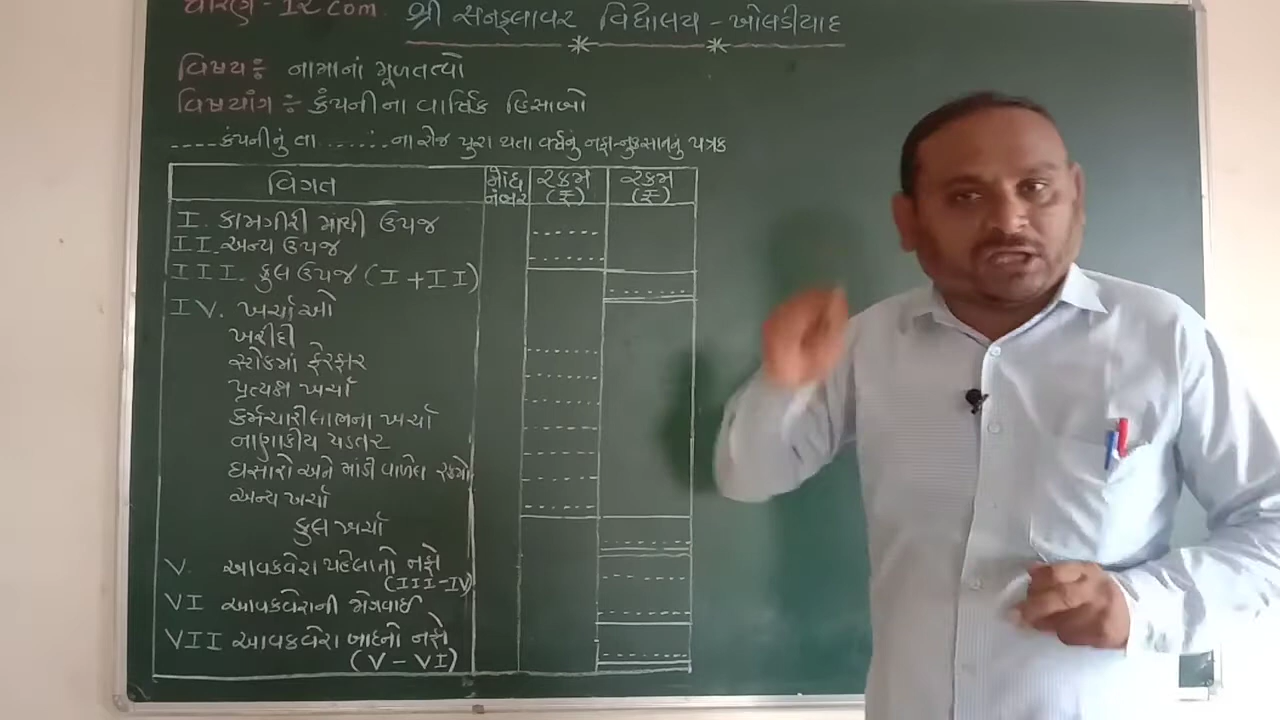 ધોરણ-12 com.
શ્રી સનફ્લાવર વિદ્યાલય - ખોલડીયાદ
વિષય : નામાનાં મૂળતત્વો
વિષયાંગ : કંપનીના વાર્ષિક હિસાબો
.... કંપનીનું તા ....... ના રોજ પુરા થતા વર્ષનું નફા-નુકસાનનું પત્રક
વિગત નોંધ નંબર રકમ (₹) રકમ (₹)
I. કામગીરી માંથી ઉપજ
II. અન્ય ઉપજ
III. કુલ ઉપજ (I + II)
IV. ખર્ચાઓ
ખરીદી
સ્ટોકમાં ફેરફાર
પ્રત્યક્ષ ખર્ચા
કર્મચારીલાભના ખર્ચા
નાણાકીય પડતર
ઘસારો અને માંડી વાળેલ રકમો
અન્ય ખર્ચા
કુલ ખર્ચા
V. આવકવેરા પહેલાનો નફો
(III - IV)
VI આવકવેરાની જોગવાઈ
VII આવકવેરા બાદનો નફો
(V - VI)